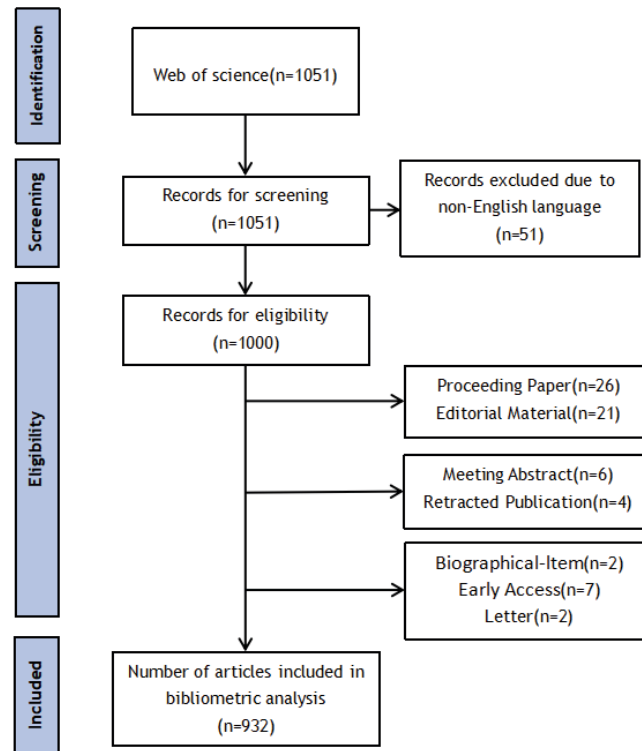 Identification
Web of science(n=1051)
Screening
Records for screening
(n=1051)
Records excluded due to
non-English language
(n=51)
Eligibility
Records for eligibility
(n=1000)
Proceeding Paper(n=26)
Editorial Material(n=21)
Meeting Abstract(n=6)
Retracted Publication(n=4)
Biographical-Item(n=2)
Early Access(n=7)
Letter(n=2)
Included
Number of articles included in
bibliometric analysis
(n=932)